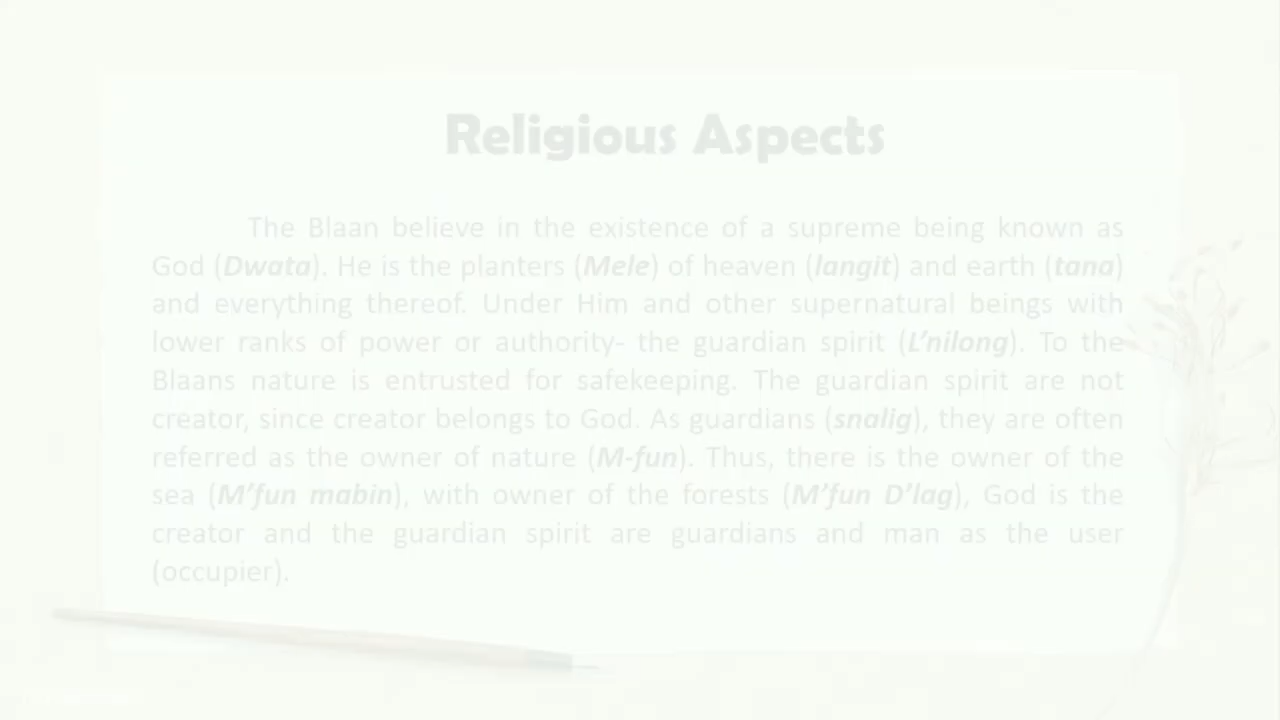 Religious Aspects
The Blaan believe in the existence of a supreme being known as
God (Dwata). He is the planters (Mele) of heaven (langit) and earth (tana)
and everything thereof. Under Him and other supernatural beings with
lower ranks of power or authority- the guardian spirit (L’nilong). To the
Blaans nature is entrusted for safekeeping. The guardian spirit are not
creator, since creator belongs to God. As guardians (snalig), they are often
referred as the owner of nature (M-fun). Thus, there is the owner of the
sea (M’fun mabin), with owner of the forests (M’fun D’lag), God is the
creator and the guardian spirit are guardians and man as the user
(occupier).